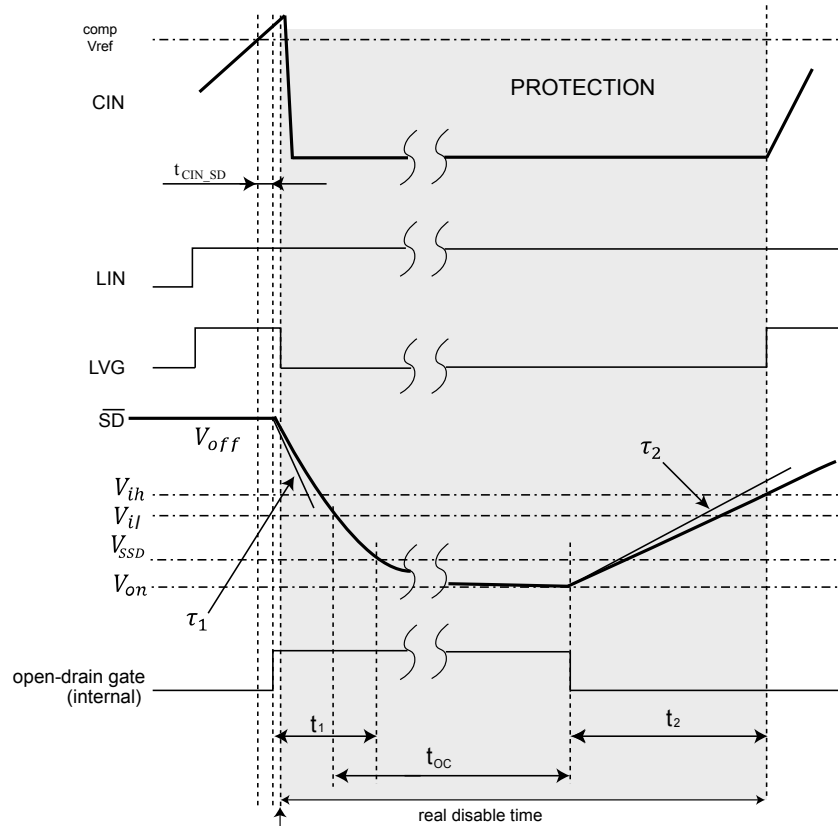 comp
Vref
PROTECTION
CIN
t CIN_SD
LIN
LVG
SD
Voff
τ2
Vih
Vil
VSSD
Von
τ1
open-drain gate
(internal)
t1
t2
tOC
real disable time